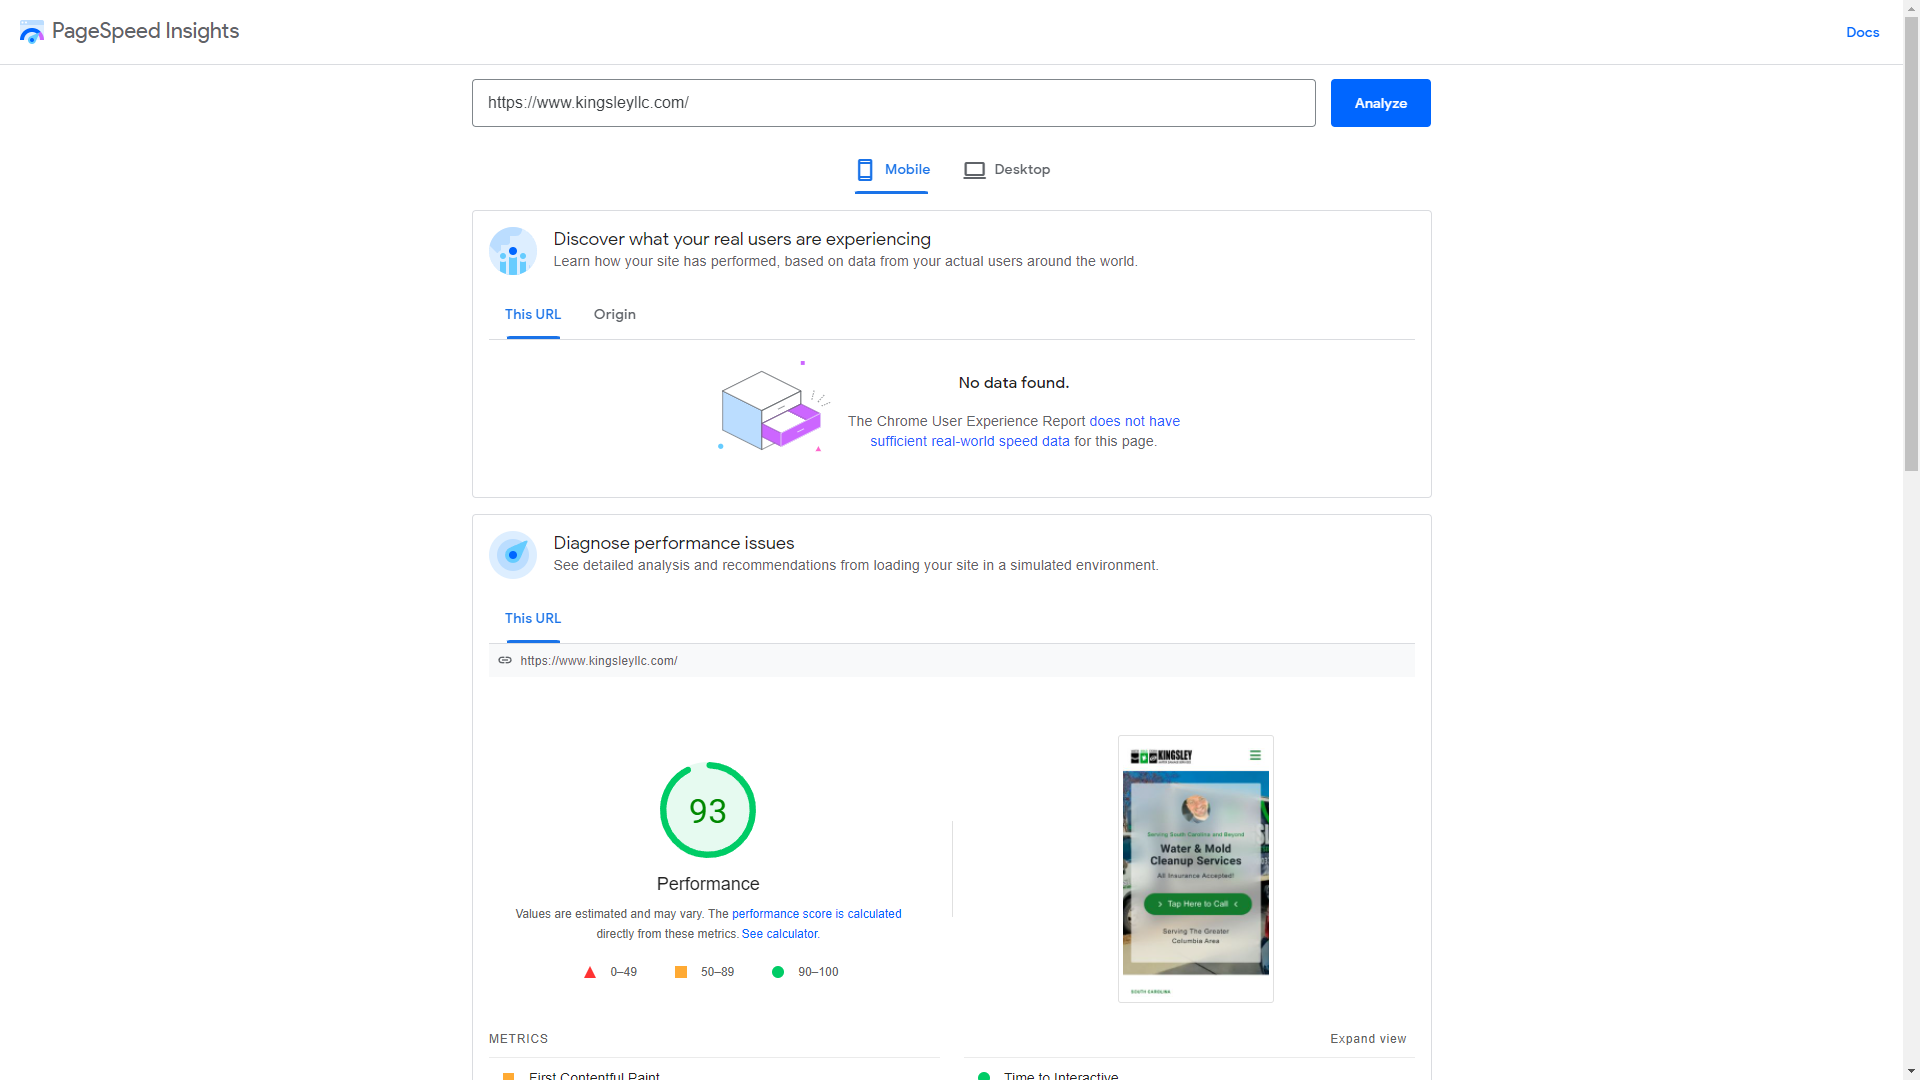 PageSpeed Insights
Docs
https://www.kingsleyllc.com/
Analyze
Mobile
Desktop
Discover what your real users are experiencing
Learn how your site has performed, based on data from your actual users around the world.
This URL
Origin
No data found.
The Chrome User Experience Report does not have
sufficient real-world speed data for this page.
Diagnose performance issues
See detailed analysis and recommendations from loading your site in a simulated environment.
This URL
https://www.kingsleyllc.com/
93
Performance
Values are estimated and may vary. The performance score is calculated
directly from these metrics. See calculator.
0–49
50–89
90–100
KINGSLEY
Serving South Carolina and Beyond
Water & Mold
Cleanup Services
All Insurance Accepted!
> Tap Here to Call <
Serving The Greater
Columbia Area
SOUTH CAROLINA
METRICS
Expand view
First Contentful Paint
Time to Interactive